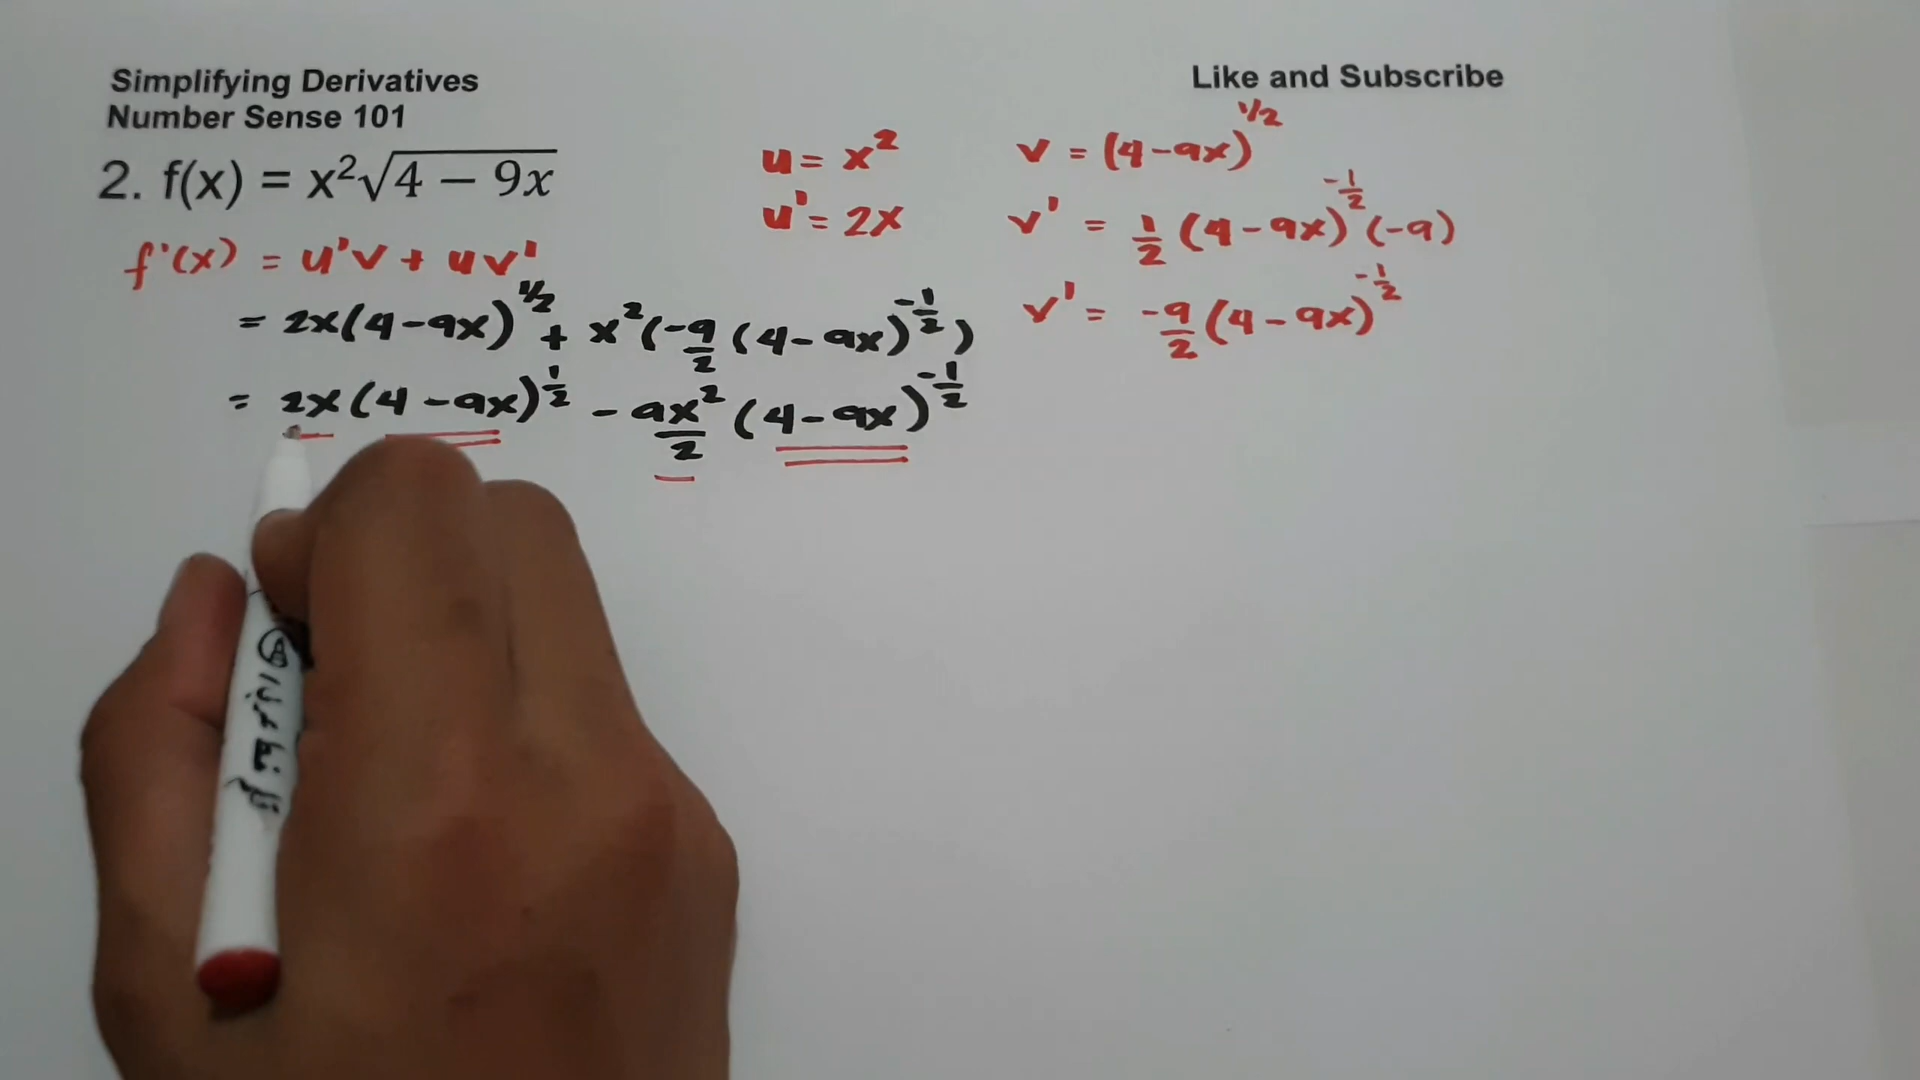 Simplifying Derivatives
Number Sense 101
Like and Subscribe
2. f(x) = x²√(4 − 9x)
f'(x) = u'v + uv'
= 2x(4-9x)^1/2 + x²(-9/2(4-9x)^-1/2)
= 2x(4-9x)^1/2 - 9x²/2(4-9x)^-1/2
u = x²
u' = 2x
v = (4-9x)^1/2
v' = 1/2(4-9x)^-1/2(-9)
v' = -9/2(4-9x)^-1/2